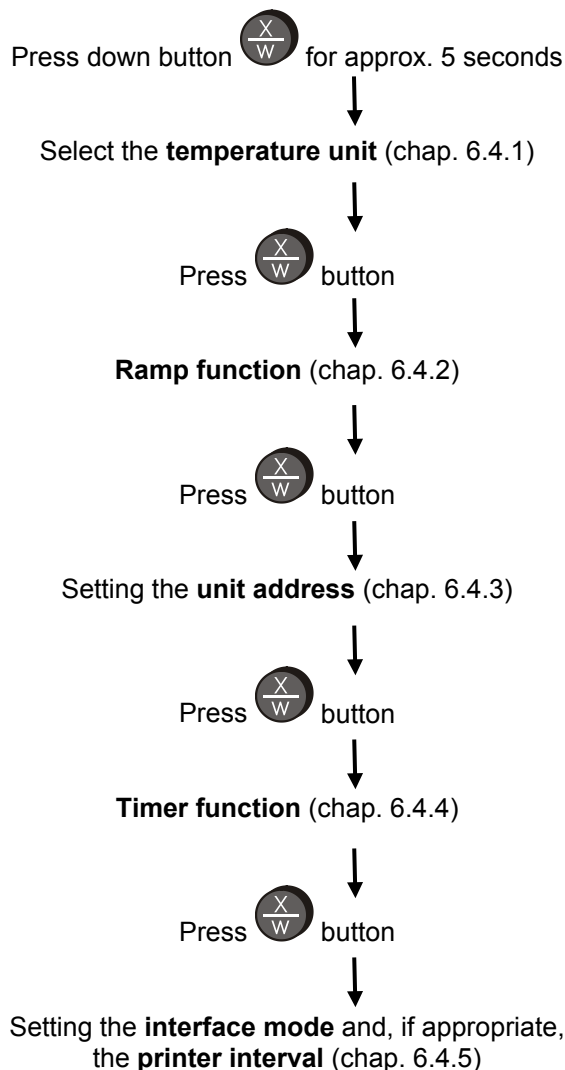 Press down button X/W for approx. 5 seconds
Select the temperature unit (chap. 6.4.1)
Press X/W button
Ramp function (chap. 6.4.2)
Press X/W button
Setting the unit address (chap. 6.4.3)
Press X/W button
Timer function (chap. 6.4.4)
Press X/W button
Setting the interface mode and, if appropriate,
the printer interval (chap. 6.4.5)